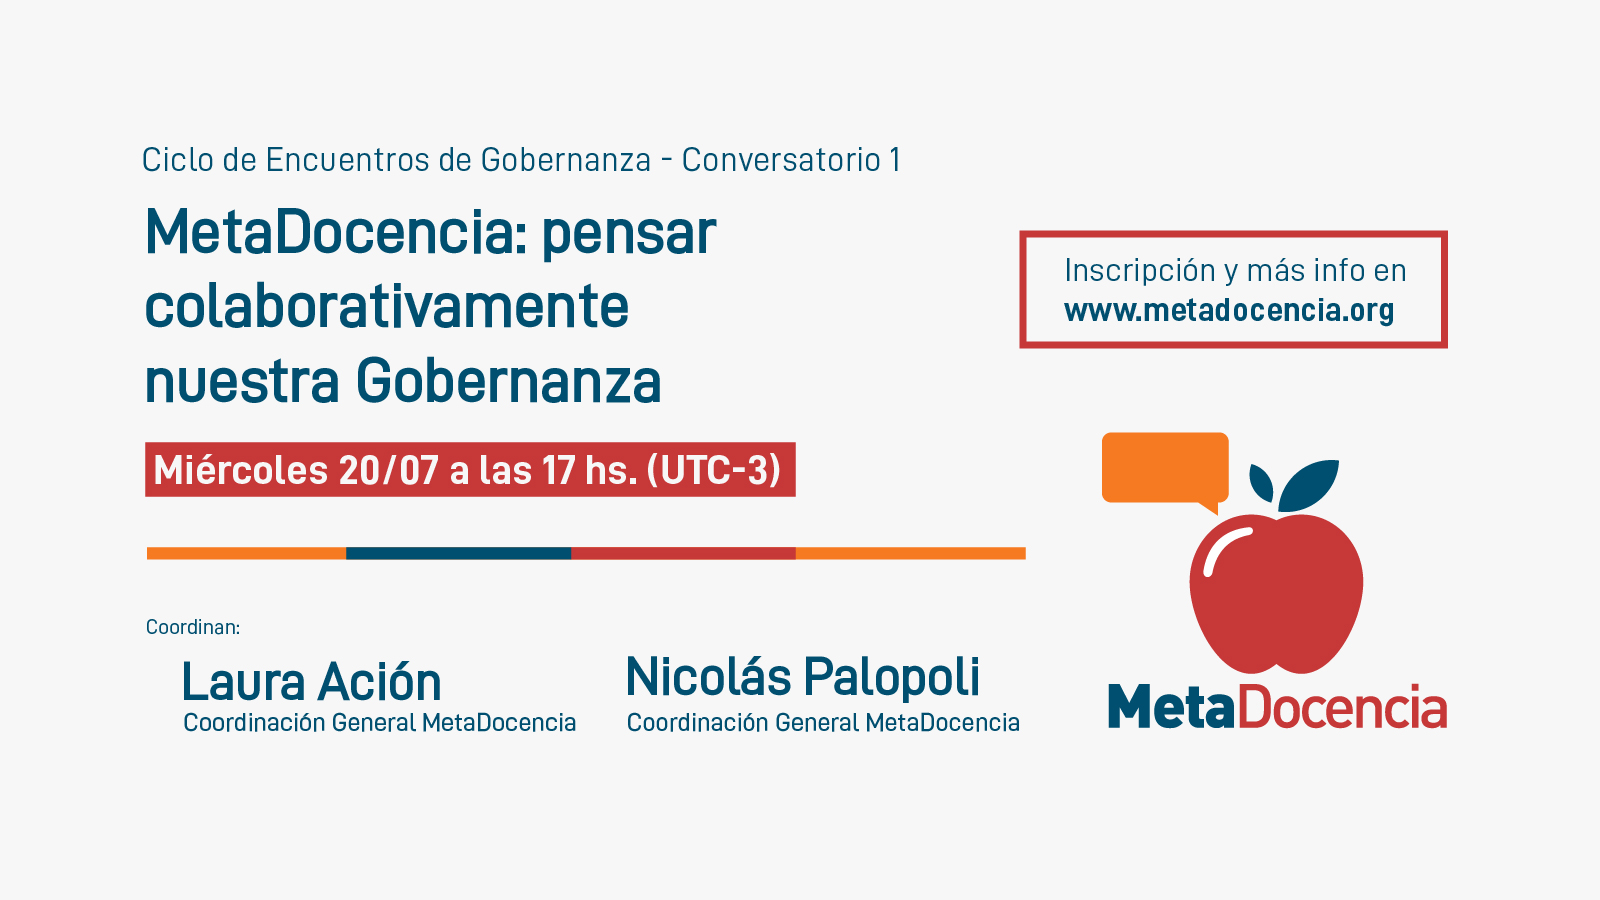 Ciclo de Encuentros de Gobernanza - Conversatorio 1
MetaDocencia: pensar
colaborativamente
nuestra Gobernanza
Miércoles 20/07 a las 17 hs. (UTC-3)
Inscripción y más info en
www.metadocencia.org
Coordinan:
Laura Ación
Coordinación General MetaDocencia
Nicolás Palopoli
Coordinación General MetaDocencia
MetaDocencia